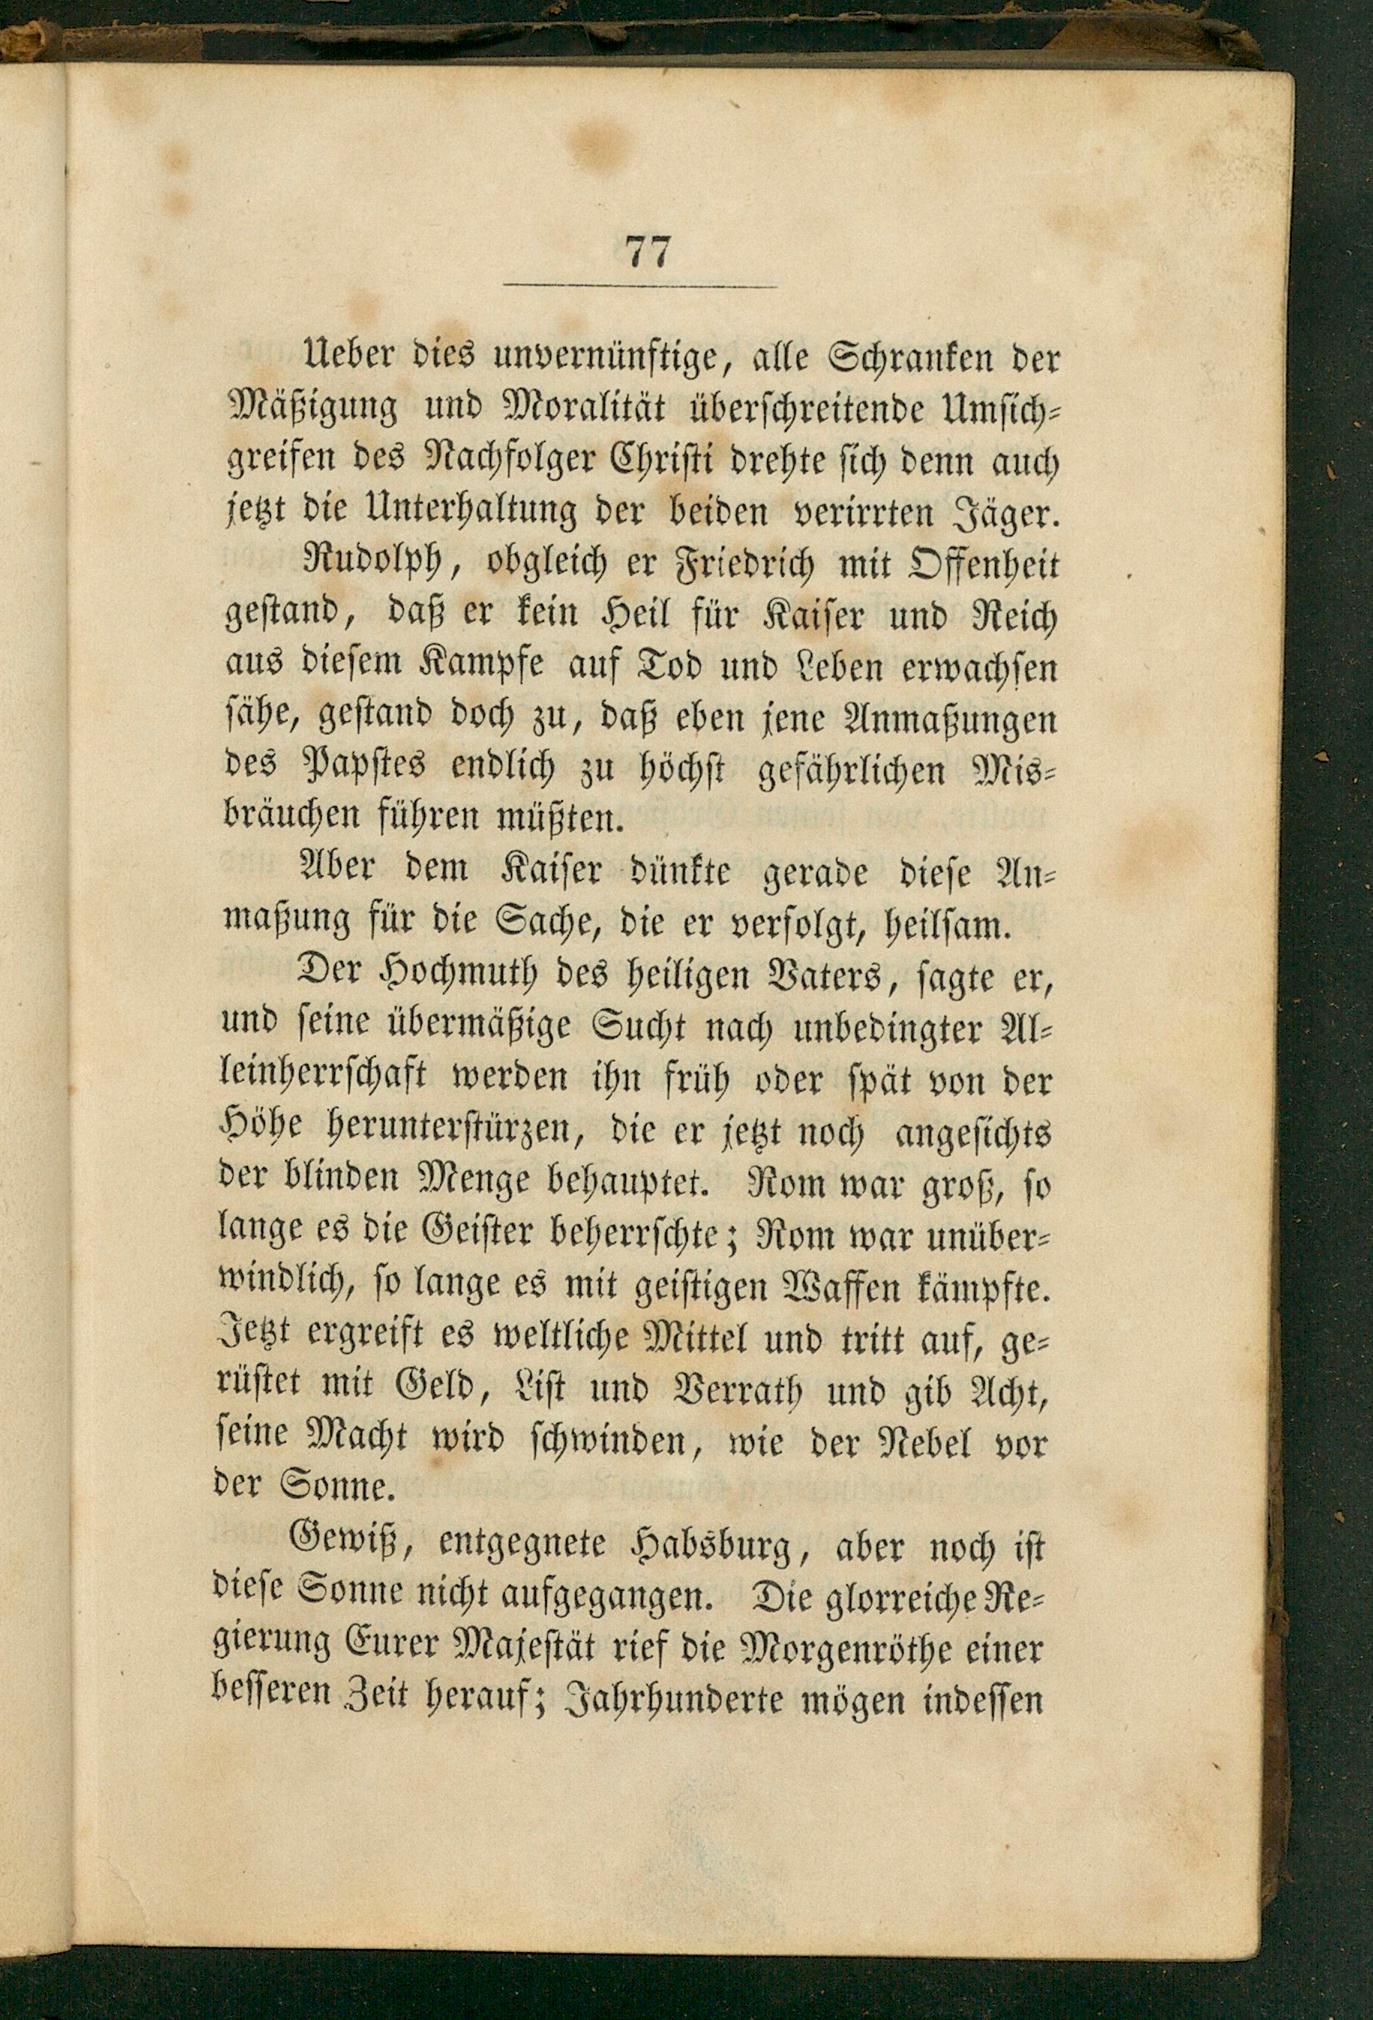 77
Ueber dies unvernünftige, alle Schranken der
Mäßigung und Moralität überschreitende Umsich-
greifen des Nachfolger Christi drehte sich denn auch
jetzt die Unterhaltung der beiden verirrten Jäger.
Rudolph, obgleich er Friedrich mit Offenheit
gestand, daß er kein Heil für Kaiser und Reich
aus diesem Kampfe auf Tod und Leben erwachsen
sähe, gestand doch zu, daß eben jene Anmaßungen
des Papstes endlich zu höchst gefährlichen Mis-
bräuchen führen müßten.
Aber dem Kaiser dünkte gerade diese An-
maßung für die Sache, die er verfolgt, heilsam.
Der Hochmuth des heiligen Vaters, sagte er,
und seine übermäßige Sucht nach unbedingter Al-
leinherrschaft werden ihn früh oder spät von der
Höhe herunterstürzen, die er jetzt noch angesichts
der blinden Menge behauptet. Rom war groß, so
lange es die Geister beherrschte; Rom war unüber-
windlich, so lange es mit geistigen Waffen kämpfte.
Jetzt ergreift es weltliche Mittel und tritt auf, ge-
rüstet mit Geld, List und Verrath und gib Acht,
seine Macht wird schwinden, wie der Nebel vor
der Sonne.
Gewiß, entgegnete Habsburg, aber noch ist
diese Sonne nicht aufgegangen. Die glorreiche Re-
gierung Eurer Majestät rief die Morgenröthe einer
besseren Zeit herauf; Jahrhunderte mögen indessen